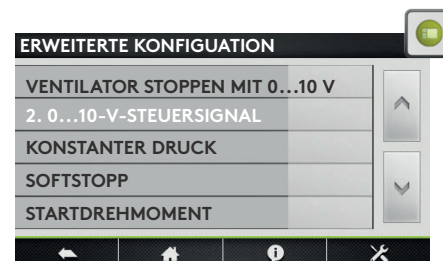 ERWEITERTE KONFIGUATION
VENTILATOR STOPPEN MIT 0...10 V
2. 0...10-V-STEUERSIGNAL
KONSTANTER DRUCK
SOFTSTOPP
STARTDREHMOMENT